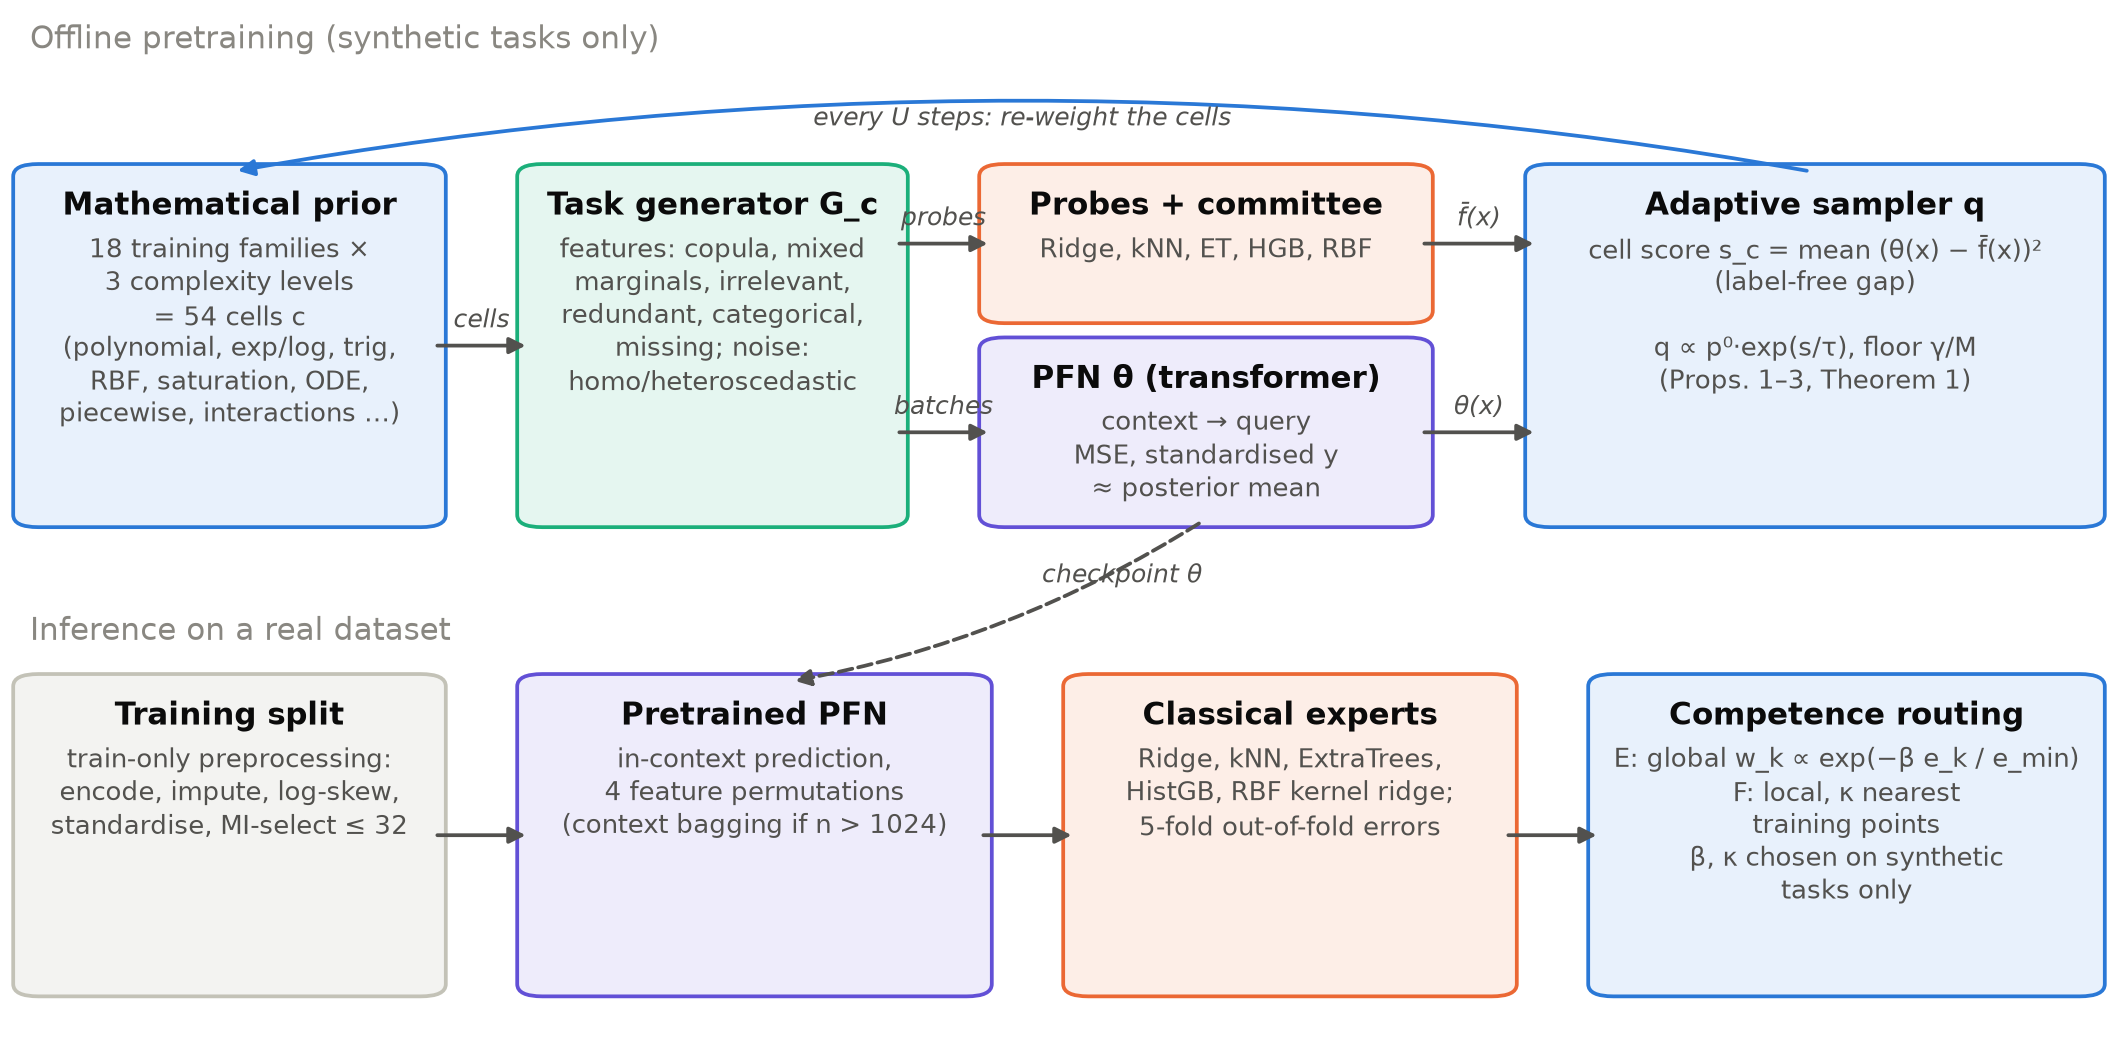 Offline pretraining (synthetic tasks only)
every U steps: re-weight the cells
Mathematical prior
18 training families ×
3 complexity levels
= 54 cells c
(polynomial, exp/log, trig,
RBF, saturation, ODE,
piecewise, interactions ...)
cells
Task generator G_c
features: copula, mixed
marginals, irrelevant,
redundant, categorical,
missing; noise:
homo/heteroscedastic
probes
batches
Probes + committee
Ridge, kNN, ET, HGB, RBF
PFN θ (transformer)
context → query
MSE, standardised y
≈ posterior mean
f̄(x)
θ(x)
Adaptive sampler q
cell score s_c = mean (θ(x) − f̄(x))²
(label-free gap)
q ∝ p⁰·exp(s/τ), floor γ/M
(Props. 1–3, Theorem 1)
checkpoint θ
Inference on a real dataset
Training split
train-only preprocessing:
encode, impute, log-skew,
standardise, MI-select ≤ 32
Pretrained PFN
in-context prediction,
4 feature permutations
(context bagging if n > 1024)
Classical experts
Ridge, kNN, ExtraTrees,
HistGB, RBF kernel ridge;
5-fold out-of-fold errors
Competence routing
E: global w_k ∝ exp(−β e_k / e_min)
F: local, κ nearest
training points
β, κ chosen on synthetic
tasks only